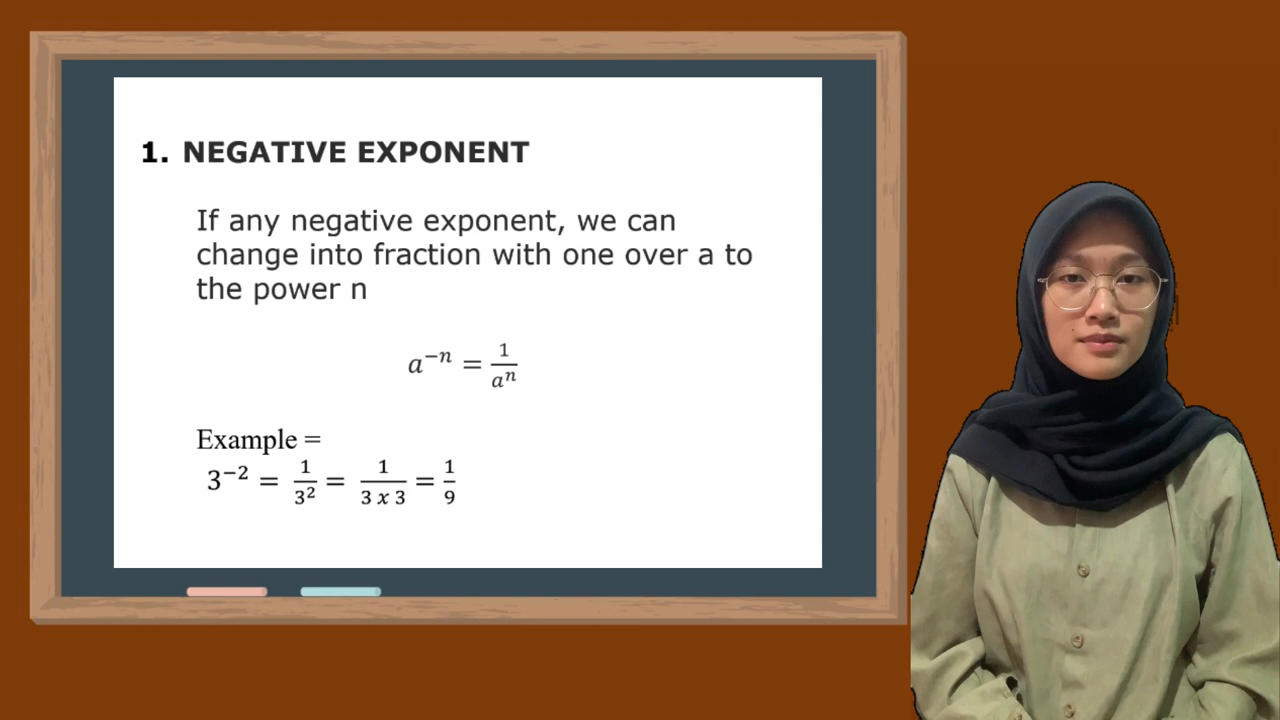 1. NEGATIVE EXPONENT
If any negative exponent, we can
change into fraction with one over a to
the power n
a⁻ⁿ = 1/aⁿ
Example =
3⁻² = 1/3² = 1/(3 x 3) = 1/9